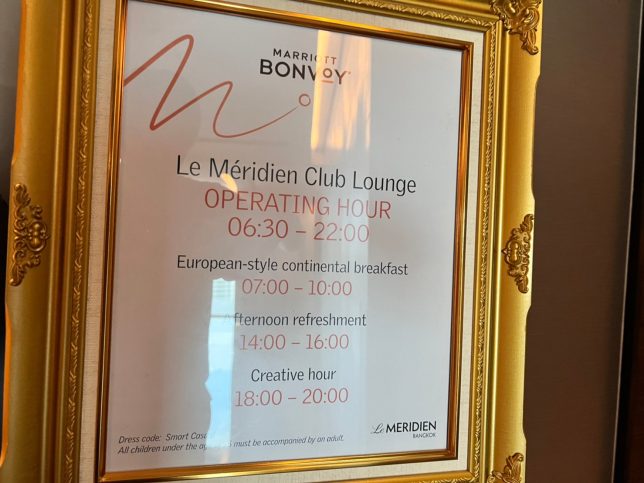 MARRIOTT
BONVOY
Le Méridien Club Lounge
OPERATING HOUR
06:30 – 22:00
European-style continental breakfast
07:00 – 10:00
Afternoon refreshment
14:00 – 16:00
Creative hour
18:00 – 20:00
Dress code: Smart
All children under the must be accompanied by an adult.
Le MERIDIEN
BANGKOK